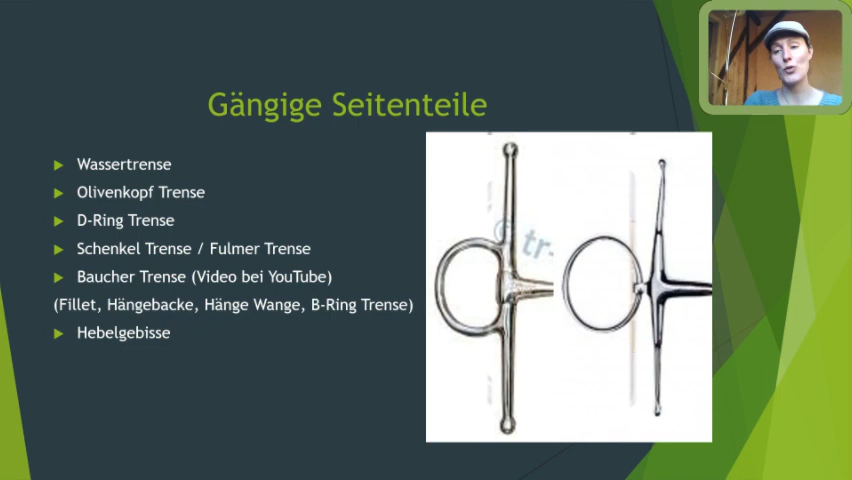 Gängige Seitenteile
Wassertrense
Olivenkopf Trense
D-Ring Trense
Schenkel Trense / Fulmer Trense
Baucher Trense (Video bei YouTube)
(Fillet, Hängebacke, Hänge Wange, B-Ring Trense)
Hebelgebisse
© tr-